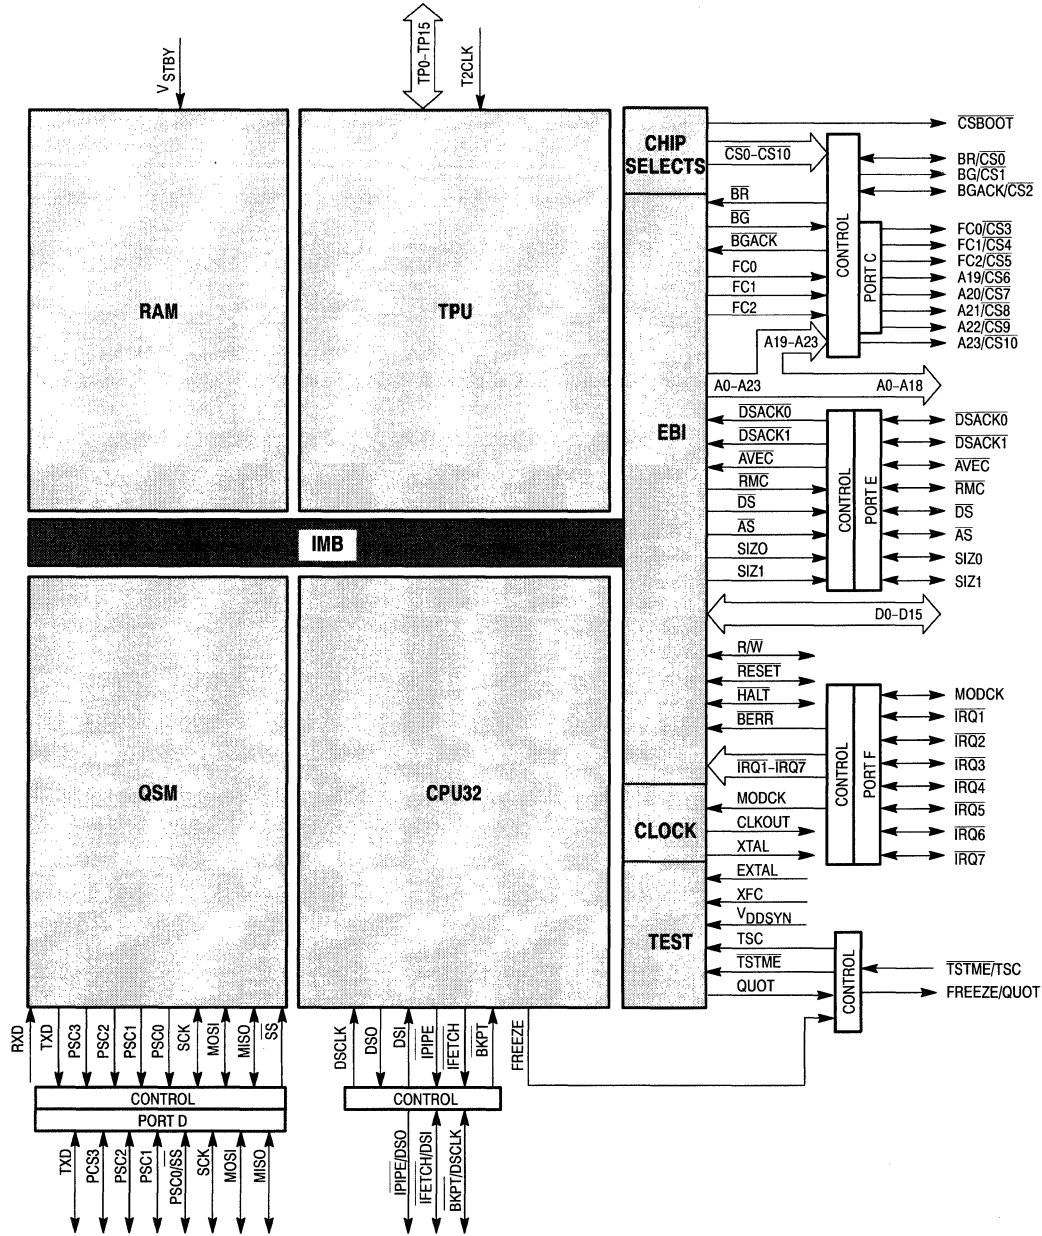 V STBY
TP0–TP15
T2CLK
RAM
TPU
IMB
QSM
CPU32
CHIP SELECTS
EBI
CLOCK
TEST
CS0–CS10
BR
BG
BGACK
FC0
FC1
FC2
A19–A23
A0–A23
A0–A18
CONTROL
PORT C
CSBOOT
BR/CS0
BG/CS1
BGACK/CS2
FC0/CS3
FC1/CS4
FC2/CS5
A19/CS6
A20/CS7
A21/CS8
A22/CS9
A23/CS10
DSACK0
DSACK1
AVEC
RMC
DS
AS
SIZO
SIZ1
CONTROL
PORT E
DSACK0
DSACK1
AVEC
RMC
DS
AS
SIZ0
SIZ1
D0–D15
R/W
RESET
HALT
BERR
IRQ1–IRQ7
MODCK
CLKOUT
XTAL
EXTAL
XFC
VDDSYN
TSC
TSTME
QUOT
CONTROL
PORT F
MODCK
IRQ1
IRQ2
IRQ3
IRQ4
IRQ5
IRQ6
IRQ7
CONTROL
TSTME/TSC
FREEZE/QUOT
RXD
TXD
PSC3
PSC2
PSC1
PSC0
SCK
MOSI
MISO
SS
CONTROL
PORT D
TXD
PCS3
PSC2
PSC1
PSC0/SS
SCK
MOSI
MISO
DSCLK
DSO
DSI
IPIPE
IFETCH
BKPT
FREEZE
CONTROL
IPIPE/DSO
IFETCH/DSI
BKPT/DSCLK